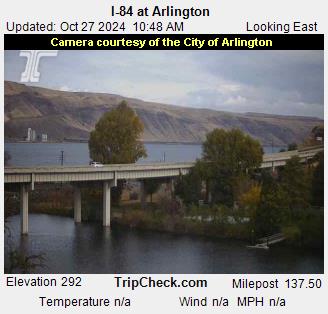 I-84 at Arlington
Updated: Oct 27 2024 10:48 AM Looking East
Camera courtesy of the City of Arlington
Elevation 292 TripCheck.com Milepost 137.50
Temperature n/a Wind n/a MPH n/a